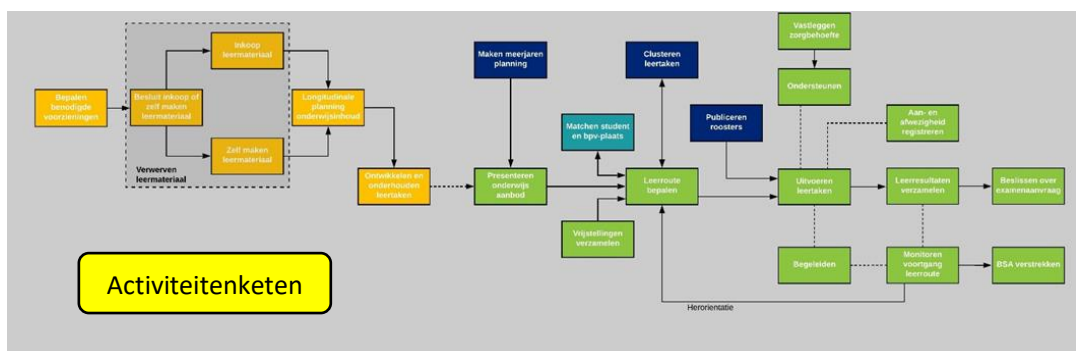 Bepalen
benodigde
voorzieningen
Besluit inkoop of
zelf maken
leermateriaal
Inkoop
leermateriaal
Zelf maken
leermateriaal
Verwerven
leermateriaal
Longitudinale
planning
onderwijsinhoud
Ontwikkelen en
onderhouten
leertaken
Maken meerjaren
planning
Presenteren
onderwijs
aanbod
Matchen student
en bpv-plaats
Vrijstellingen
verzamelen
Clusteren
leertaken
Leerroute
bepalen
Publiceren
roosters
Vastleggen
zorgbehoefte
Ondersteunen
Aan- en
afwezigheid
registreren
Uitvoeren
leertaken
Leerresultaten
verzamelen
Beslissen over
examenaanvraag
Begeleiden
Monitoren
voortgang
leerroute
BSA verstrekken
Herorientatie
Activiteitenketen